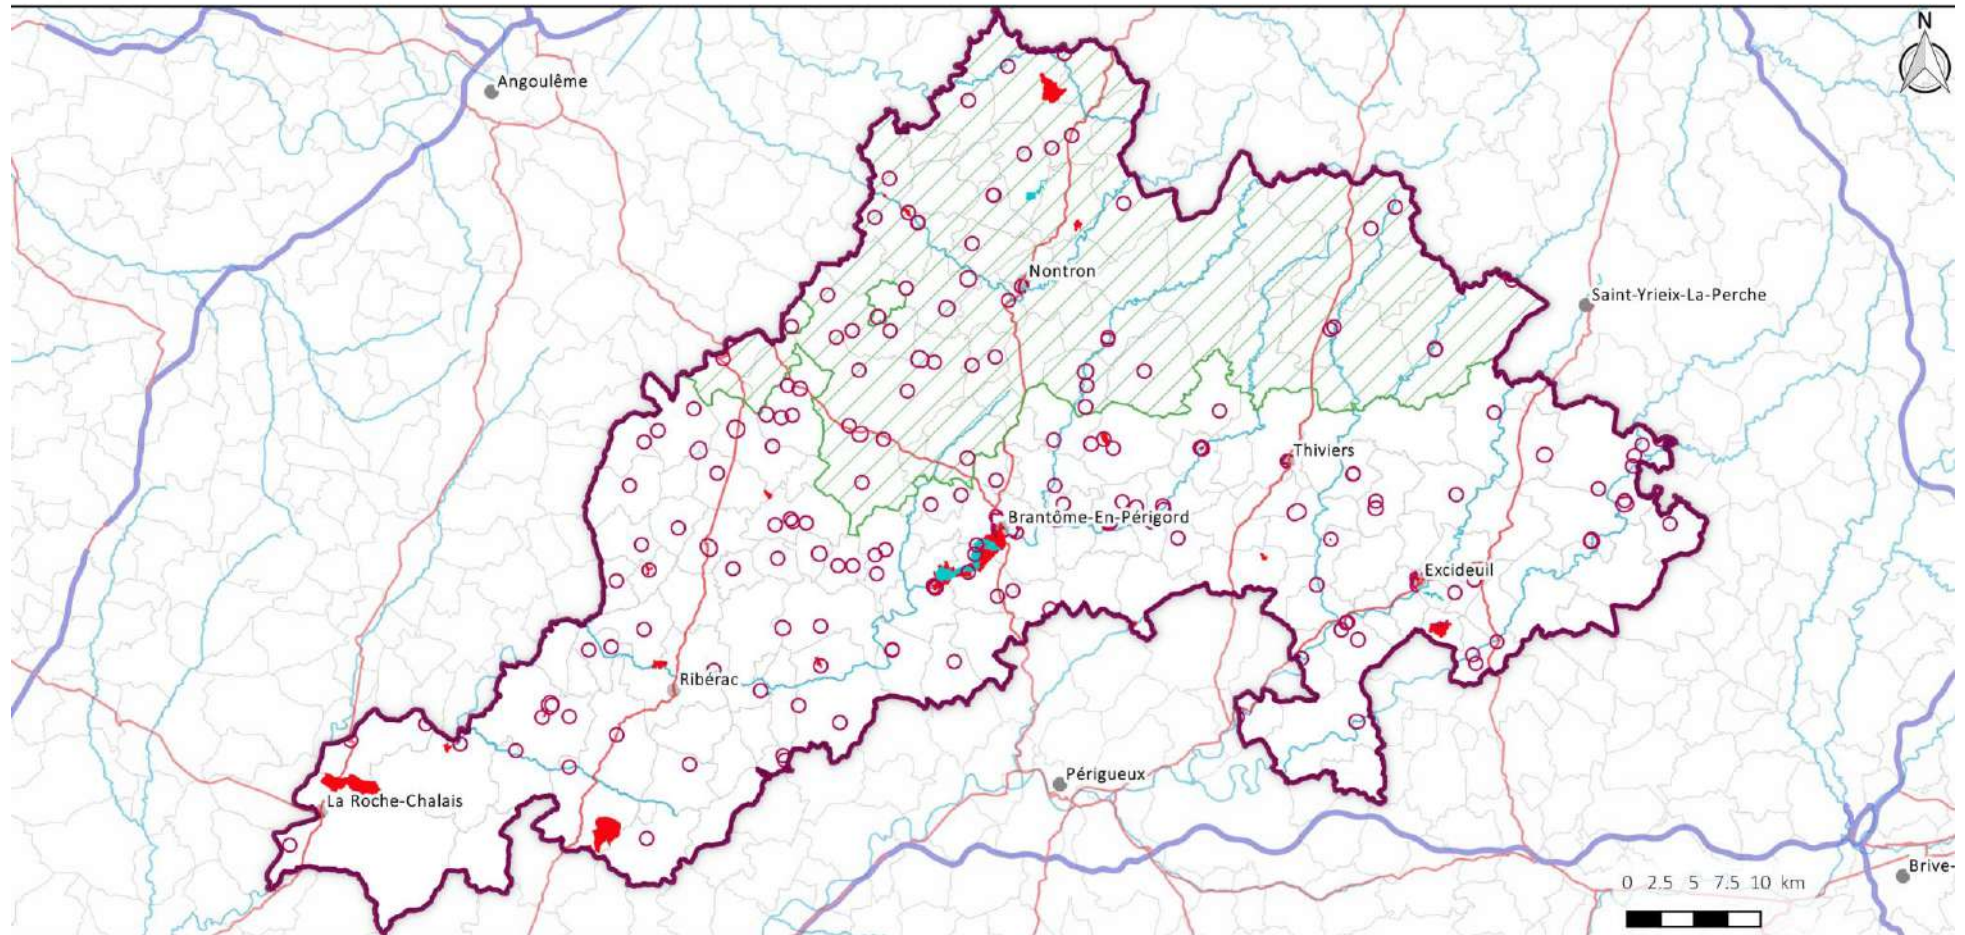 N
Angoulême
Nontron
Saint-Yrieix-La-Perche
Thiviers
Brantôme-En-Périgord
Excideuil
Ribérac
Périgueux
La Roche-Chalais
Brive-
0 2.5 5 7.5 10 km